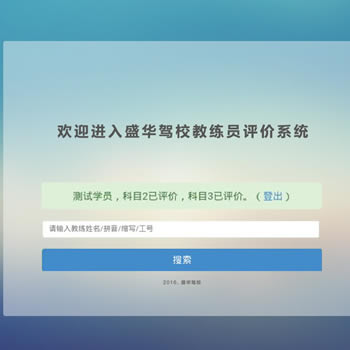 欢迎进入盛华驾校教练员评价系统
测试学员，科目2已评价，科目3已评价。（登出）
请输入教练姓名/拼音/缩写/工号
搜索
2016. 盛华驾校